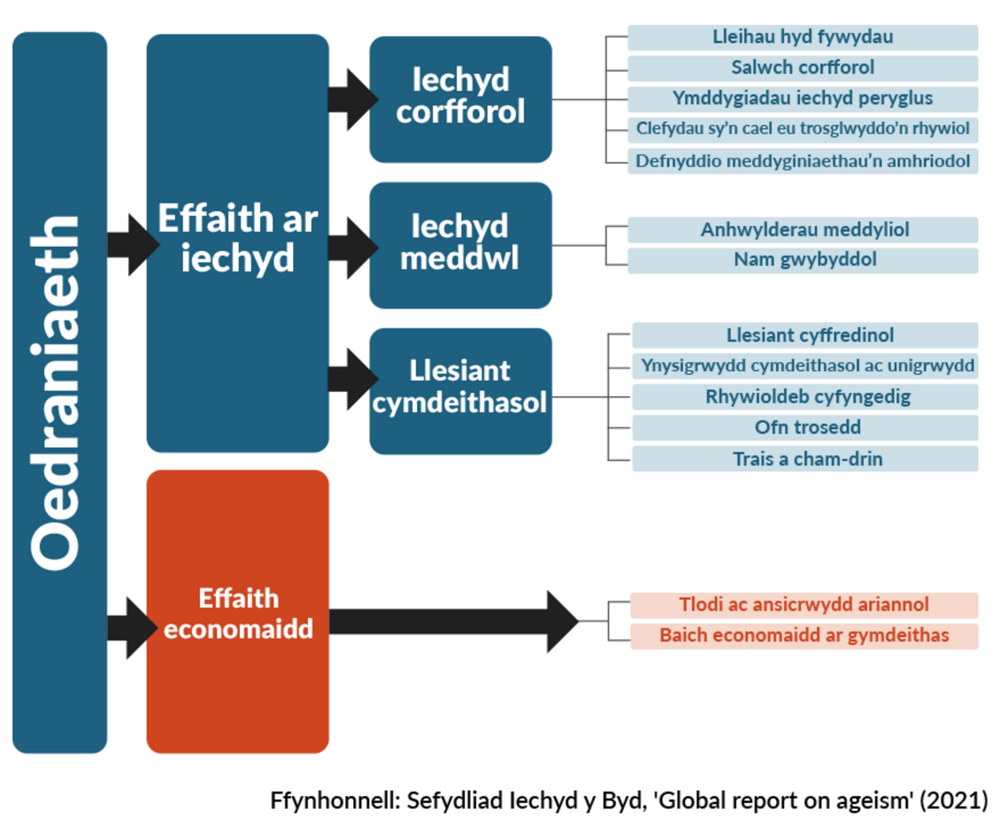 Oedraniaeth
Effaith ar
iechyd
Iechyd
corfforol
Lleihau hyd fywydau
Salwch corfforol
Ymddygiadau iechyd peryglus
Clefydau sy’n cael eu trosglwyddo’n rhywiol
Defnyddio meddyginiaethau’n amhriodol
Iechyd
meddwl
Anhwylderau meddyliol
Nam gwybyddol
Llesiant
cymdeithasol
Llesiant cyffredinol
Ynysigrwydd cymdeithasol ac unigrwydd
Rhywioldeb cyfyngedig
Ofn trosedd
Trais a cham-drin
Effaith
economaidd
Tlodi ac ansicrwydd ariannol
Baich economaidd ar gymdeithas
Ffynhonnell: Sefydliad Iechyd y Byd, 'Global report on ageism' (2021)